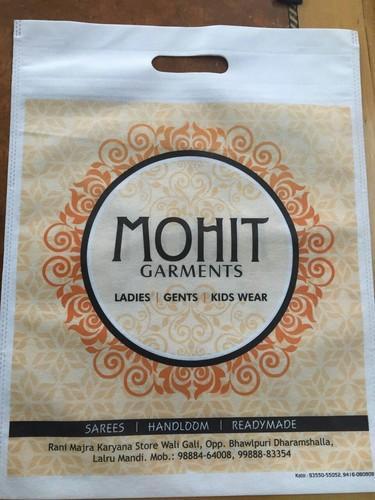 MOHIT
GARMENTS
LADIES | GENTS | KIDS WEAR
SAREES | HANDLOOM | READYMADE
Rani Majra Karyana Store Wali Gali, Opp. Bhawlpuri Dharamshalla,
Lalru Mandi. Mob.: 98884-64008, 99888-83354